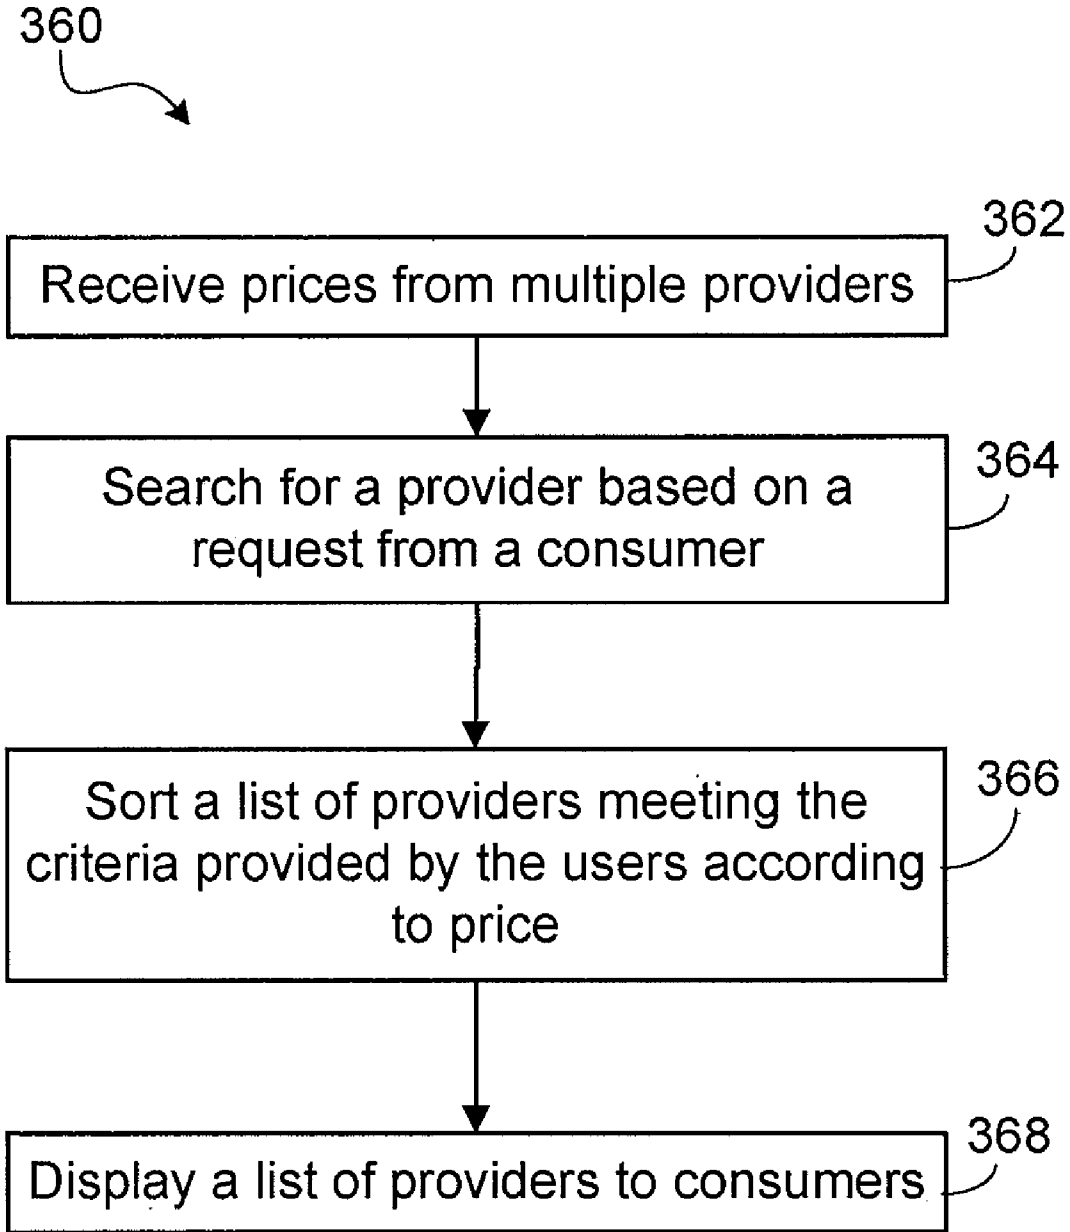 360
362
Receive prices from multiple providers
364
Search for a provider based on a
request from a consumer
366
Sort a list of providers meeting the
criteria provided by the users according
to price
368
Display a list of providers to consumers